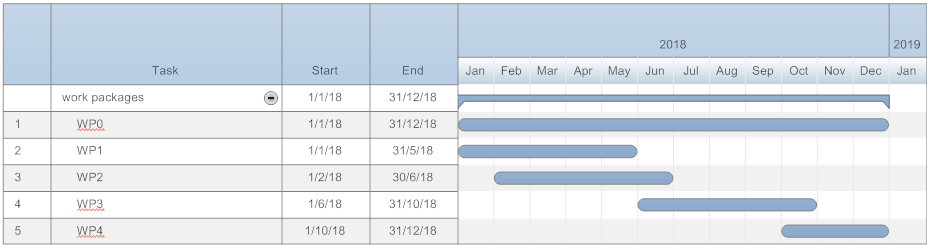 2018 2019
Task Start End Jan Feb Mar Apr May Jun Jul Aug Sep Oct Nov Dec Jan
work packages 1/1/18 31/12/18
1 WP0 1/1/18 31/12/18
2 WP1 1/1/18 31/5/18
3 WP2 1/2/18 30/6/18
4 WP3 1/6/18 31/10/18
5 WP4 1/10/18 31/12/18